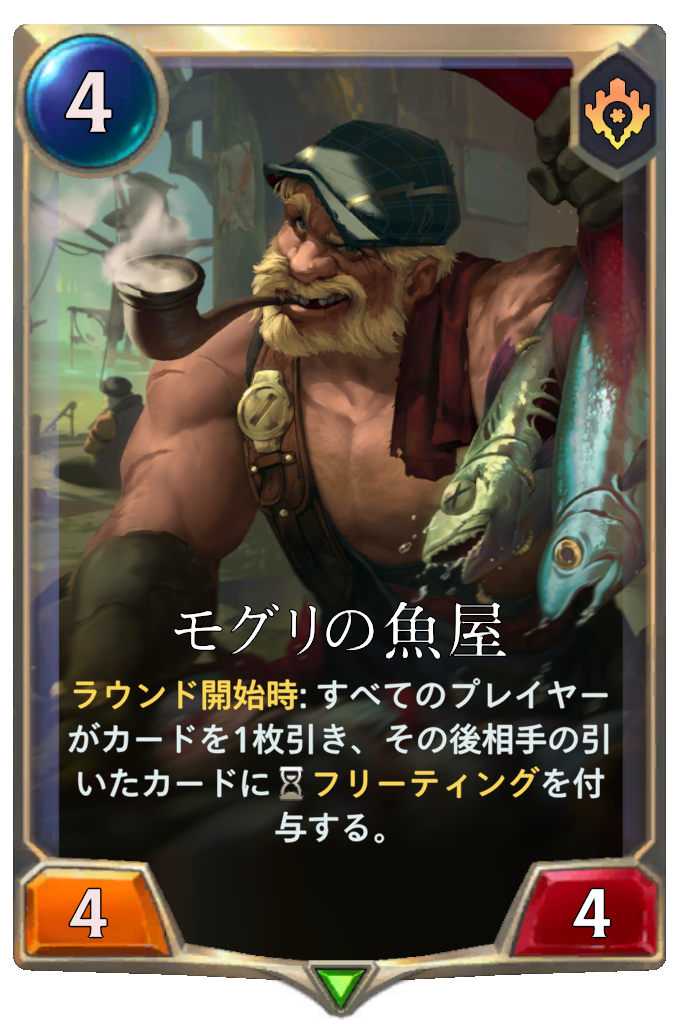 4
モグリの魚屋
ラウンド開始時: すべてのプレイヤー
がカードを1枚引き、その後相手の引
いたカードにフリーティングを付
与する。
4
4